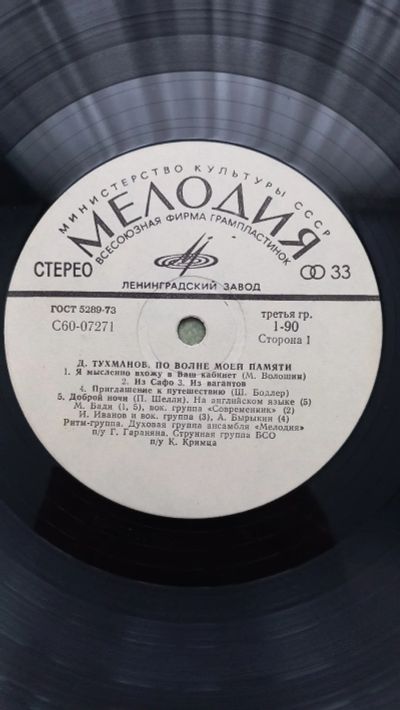 МИНИСТЕРСТВО КУЛЬТУРЫ СССР
МЕЛОДИЯ
ВСЕСОЮЗНАЯ ФИРМА ГРАМПЛАСТИНОК
СТЕРЕО 33
ЛЕНИНГРАДСКИЙ ЗАВОД
ГОСТ 5289-73 третья гр.
С60-07271 1-90
Сторона 1
Д. ТУХМАНОВ. ПО ВОЛНЕ МОЕЙ ПАМЯТИ
1. Я мысленно вхожу в Ваш кабинет (М. Волошин)
2. Из Сафо 3. Из вагантов
4. Приглашение к путешествию (Ш. Бодлер)
5. Доброй ночи (П. Шелли). На английском языке (5)
М. Бади (1, 5), вок. группа «Современник» (2)
И. Иванов и вок. группа (3), А. Бырыкин (4)
Ритм-группа. Духовая группа ансамбля «Мелодия»
п/у Г. Гараняна. Струнная группа БСО
п/у К. Кримца